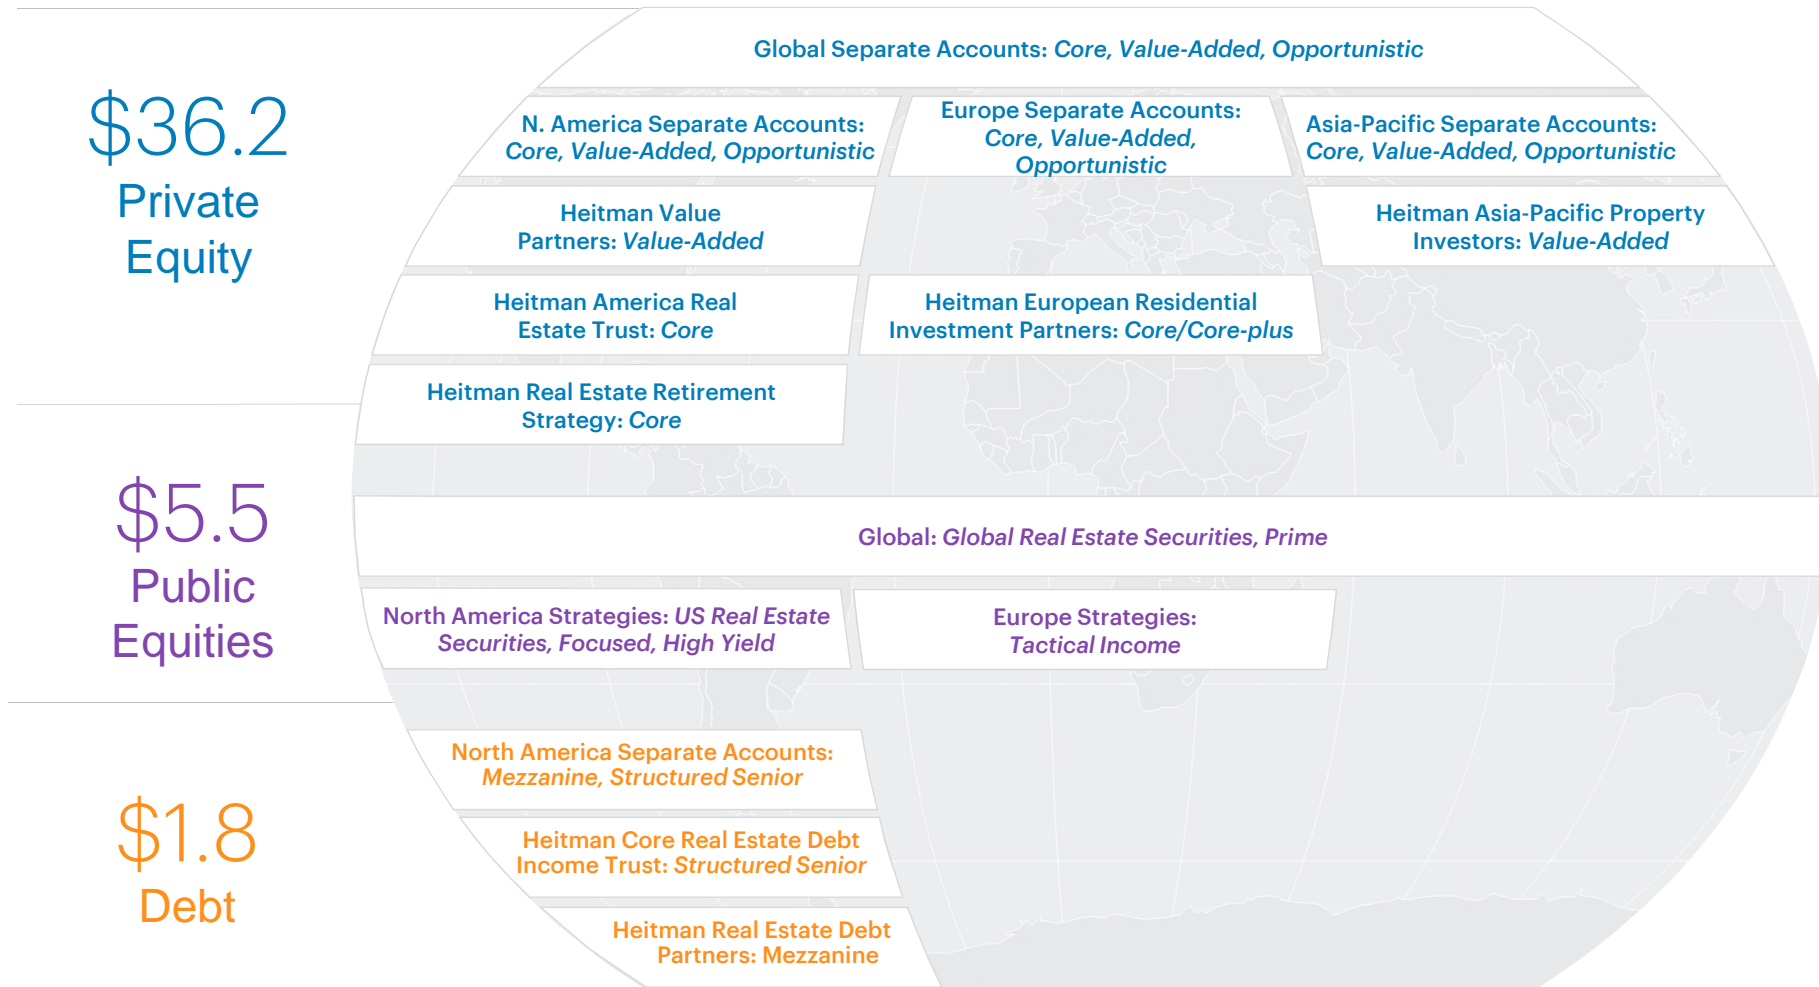 $36.2
Private
Equity
Global Separate Accounts: Core, Value-Added, Opportunistic
N. America Separate Accounts:
Core, Value-Added, Opportunistic
Europe Separate Accounts:
Core, Value-Added,
Opportunistic
Asia-Pacific Separate Accounts:
Core, Value-Added, Opportunistic
Heitman Value
Partners: Value-Added
Heitman Asia-Pacific Property
Investors: Value-Added
Heitman America Real
Estate Trust: Core
Heitman European Residential
Investment Partners: Core/Core-plus
Heitman Real Estate Retirement
Strategy: Core
$5.5
Public
Equities
Global: Global Real Estate Securities, Prime
North America Strategies: US Real Estate
Securities, Focused, High Yield
Europe Strategies:
Tactical Income
$1.8
Debt
North America Separate Accounts:
Mezzanine, Structured Senior
Heitman Core Real Estate Debt
Income Trust: Structured Senior
Heitman Real Estate Debt
Partners: Mezzanine